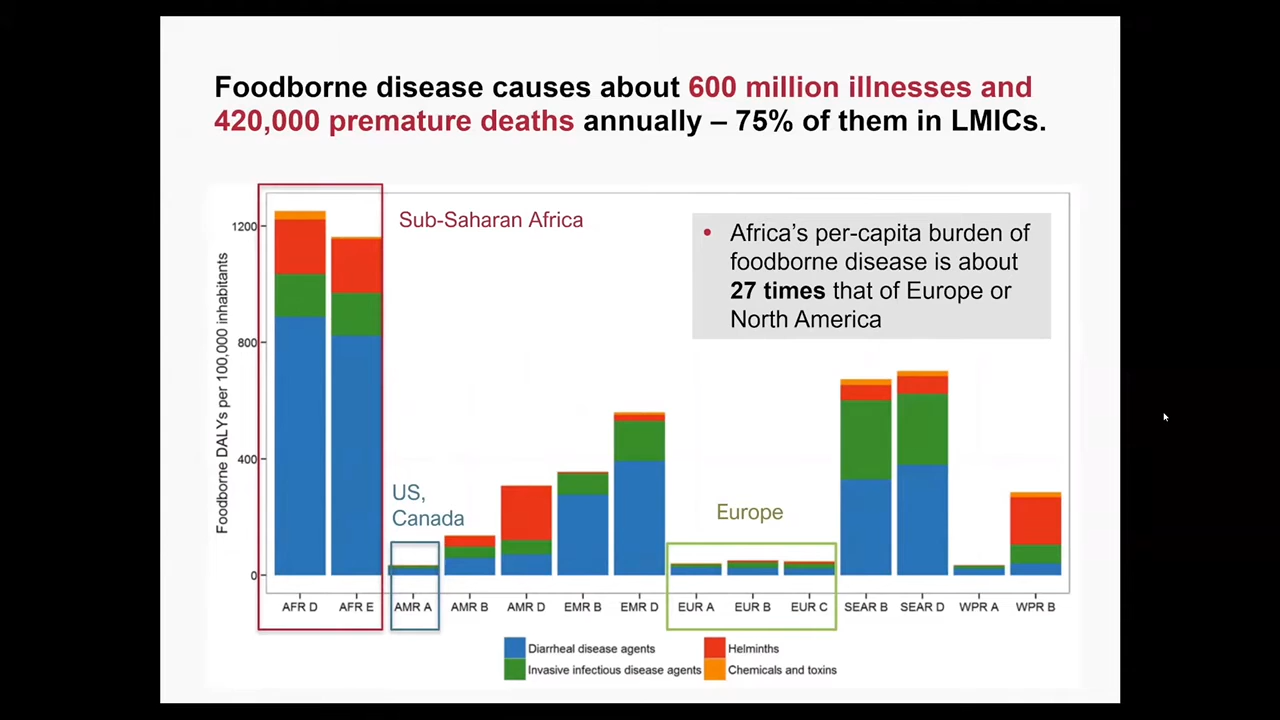 Foodborne disease causes about 600 million illnesses and
420,000 premature deaths annually – 75% of them in LMICs.
Foodborne DALYs per 100,000 inhabitants
1200
800
400
0
Sub-Saharan Africa
• Africa's per-capita burden of
foodborne disease is about
27 times that of Europe or
North America
US,
Canada
Europe
AFR D AFR E AMR A AMR B AMR D EMR B EMR D EUR A EUR B EUR C SEAR B SEAR D WPR A WPR B
Diarrheal disease agents Helminths
Invasive infectious disease agents Chemicals and toxins